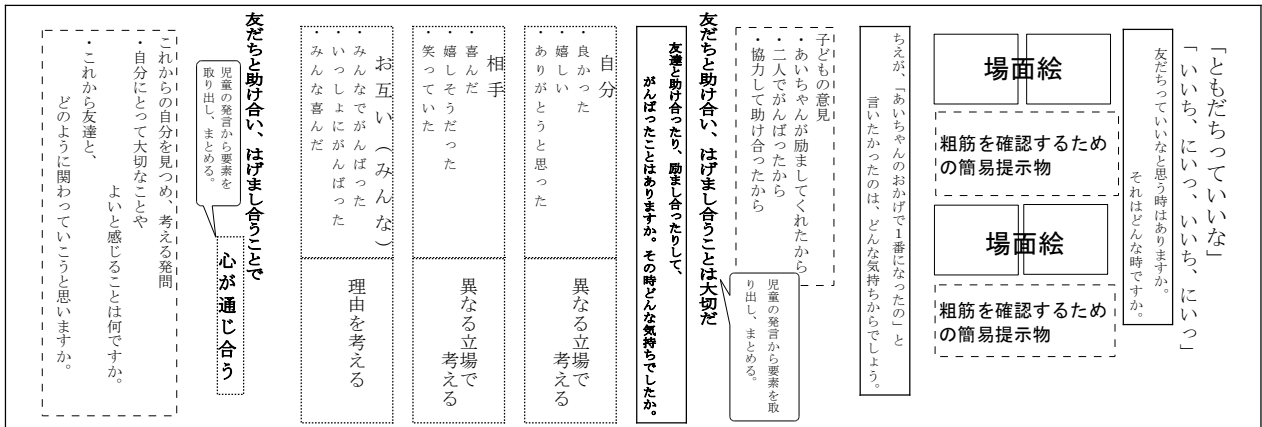 「ともだちっていいな」
「いいち、にいっ、いいち、にいっ」
友だちっていいなと思う時はありますか。
それはどんな時ですか。
場面絵
粗筋を確認するため
の簡易提示物
場面絵
粗筋を確認するため
の簡易提示物
ちえが、「あいちゃんのおかげで1番になったの」と
言いたかったのは、どんな気持ちからでしょう。
子どもの意見
・あいちゃんが励ましてくれたから
・二人でがんばったから
・協力して助け合ったから
児童の発言から要素を取
り出し、まとめる。
友だちと助け合い、はげまし合うことは大切だ
友達と助け合ったり、励まし合ったりして、
がんばったことはありますか。その時どんな気持ちでしたか。
自分
・良かった
・嬉しい
・ありがとうと思った
異なる立場で
考える
相手
・喜んだ
・嬉しそうだった
・笑っていた
異なる立場で
考える
お互い(みんな)
・みんなでがんばった
・いっしょにがんばった
・みんな喜んだ
理由を考える
友だちと助け合い、はげまし合うことで
心が通じ合う
児童の発言から要素を
取り出し、まとめる。
これからの自分を見つめ、考える発問
・自分にとって大切なことや
よいと感じることは何ですか。
・これから友達と、
どのように関わっていこうと思いますか。